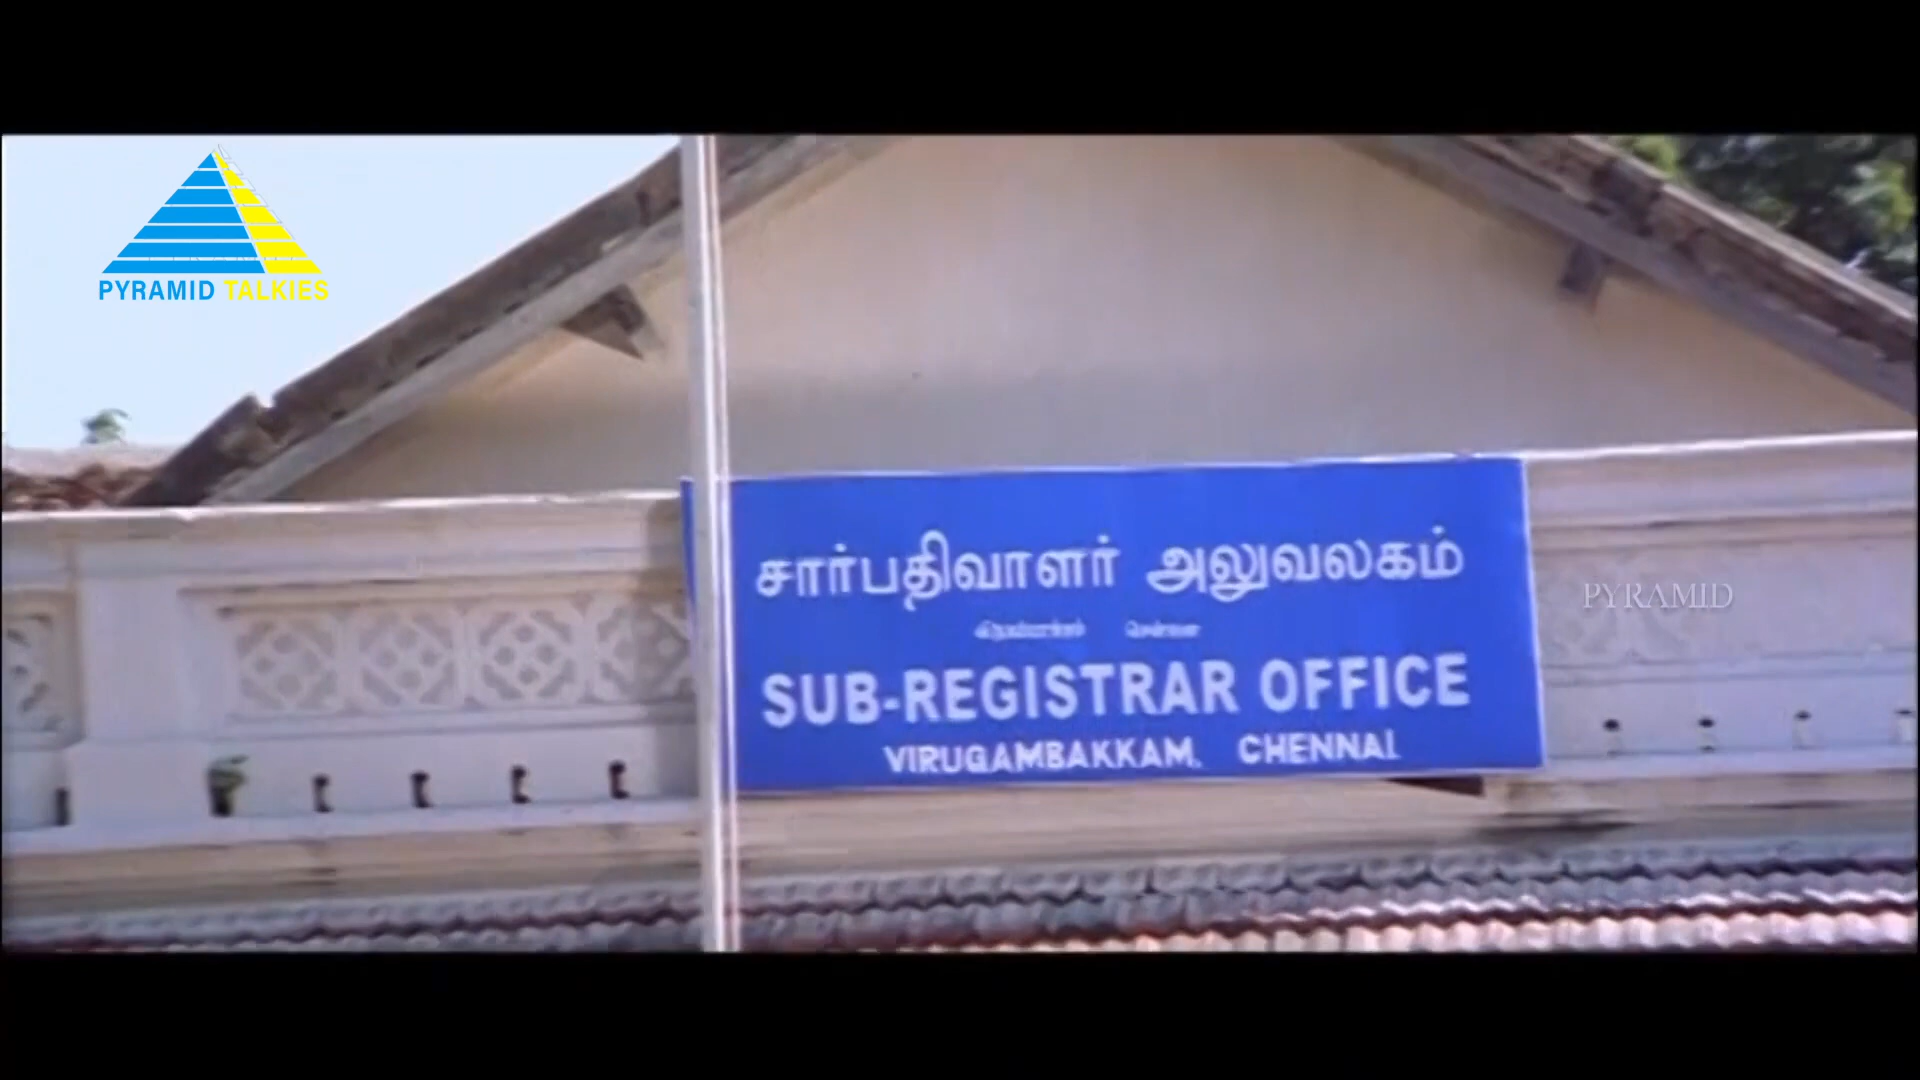 PYRAMID TALKIES
சார்பதிவாளர் அலுவலகம்
சென்னை
SUB-REGISTRAR OFFICE
VIRUGAMBAKKAM, CHENNAI
PYRAMID